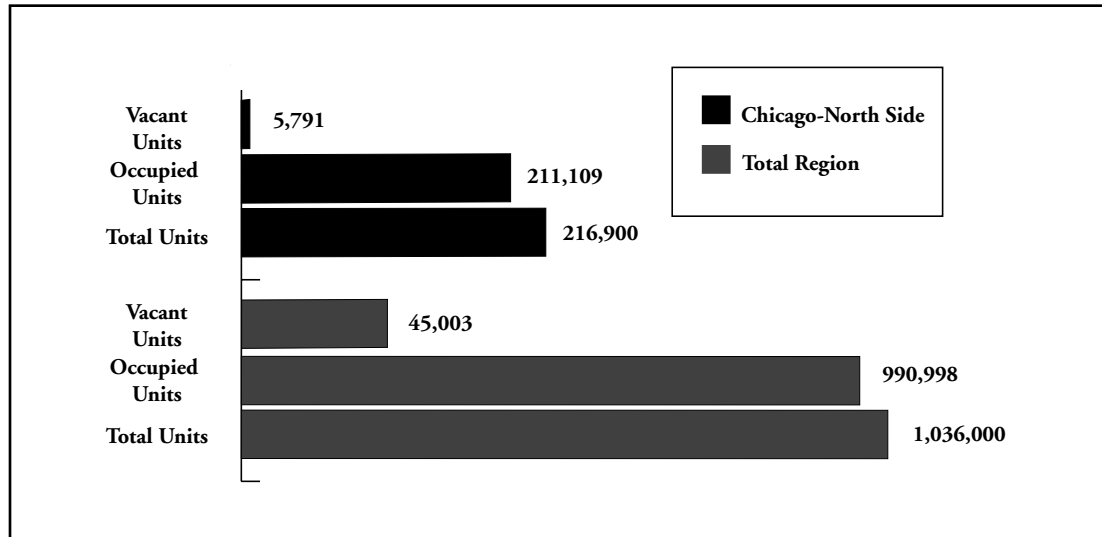 Vacant
Units
5,791
Occupied
Units
211,109
Total Units
216,900
Chicago-North Side
Total Region
Vacant
Units
45,003
Occupied
Units
990,998
Total Units
1,036,000